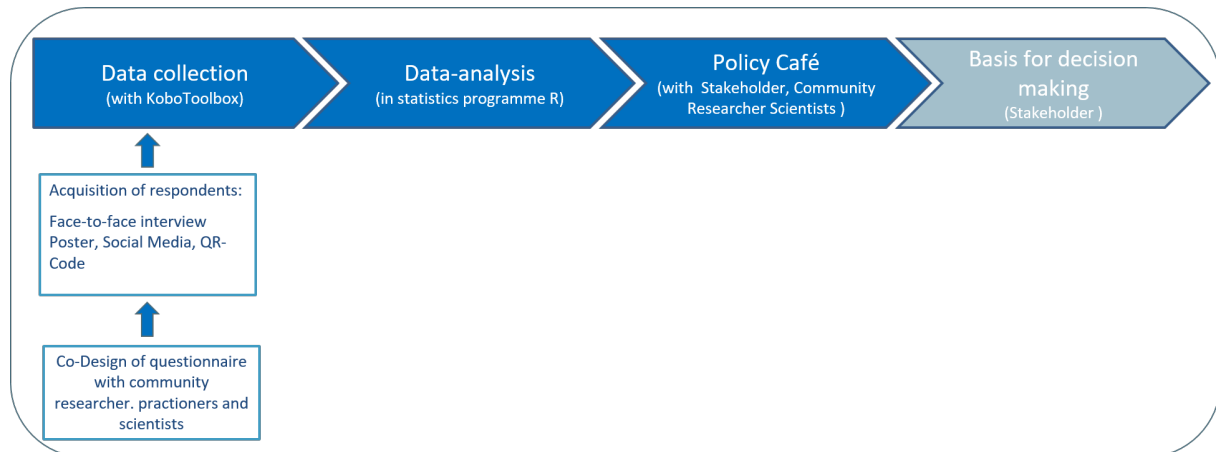 Data collection
(with KoboToolbox)
Data-analysis
(in statistics programme R)
Policy Café
(with Stakeholder, Community
Researcher Scientists )
Basis for decision
making
(Stakeholder )
Acquisition of respondents:
Face-to-face interview
Poster, Social Media, QR-
Code
Co-Design of questionnaire
with community
researcher. practioners and
scientists